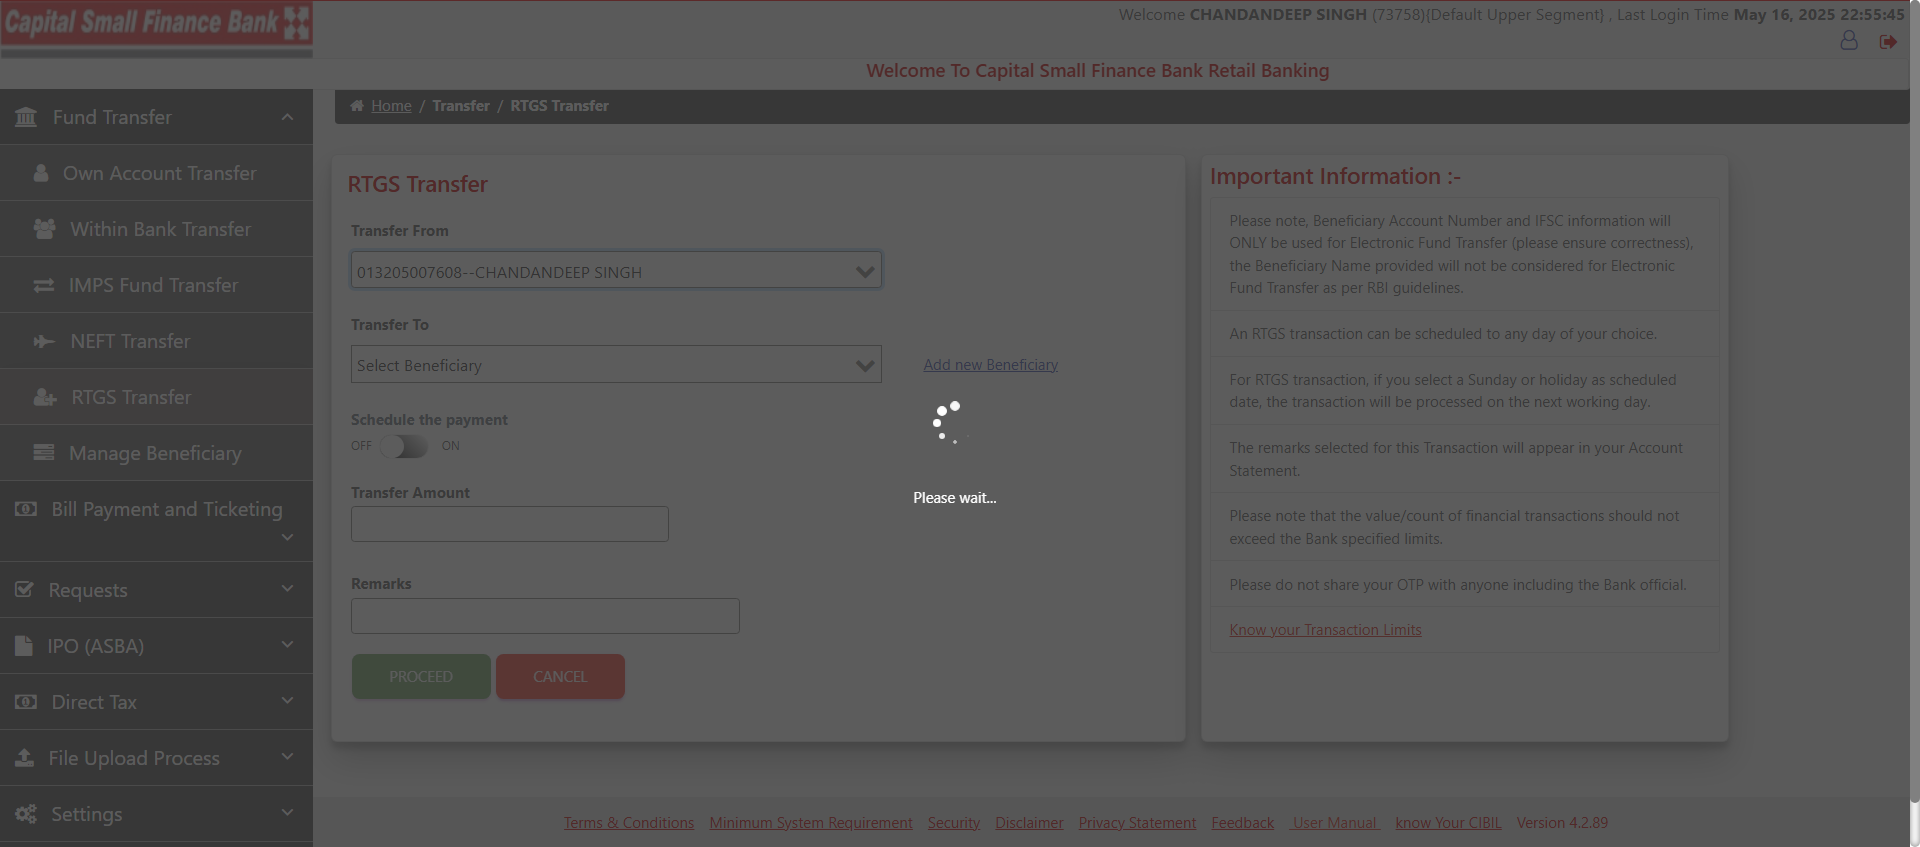 Capital Small Finance Bank
Welcome CHANDANDEEP SINGH (73758){Default Upper Segment} , Last Login Time May 16, 2025 22:55:45
Welcome To Capital Small Finance Bank Retail Banking
Home / Transfer / RTGS Transfer
Fund Transfer
Own Account Transfer
Within Bank Transfer
IMPS Fund Transfer
NEFT Transfer
RTGS Transfer
Manage Beneficiary
Bill Payment and Ticketing
Requests
IPO (ASBA)
Direct Tax
File Upload Process
Settings
RTGS Transfer
Transfer From
013205007608--CHANDANDEEP SINGH
Transfer To
Select Beneficiary
Add new Beneficiary
Schedule the payment
OFF ON
Transfer Amount
Remarks
PROCEED CANCEL
Please wait...
Important Information :-
Please note, Beneficiary Account Number and IFSC information will
ONLY be used for Electronic Fund Transfer (please ensure correctness),
the Beneficiary Name provided will not be considered for Electronic
Fund Transfer as per RBI guidelines.
An RTGS transaction can be scheduled to any day of your choice.
For RTGS transaction, if you select a Sunday or holiday as scheduled
date, the transaction will be processed on the next working day.
The remarks selected for this Transaction will appear in your Account
Statement.
Please note that the value/count of financial transactions should not
exceed the Bank specified limits.
Please do not share your OTP with anyone including the Bank official.
Know your Transaction Limits
Terms & Conditions Minimum System Requirement Security Disclaimer Privacy Statement Feedback User Manual know Your CIBIL Version 4.2.89